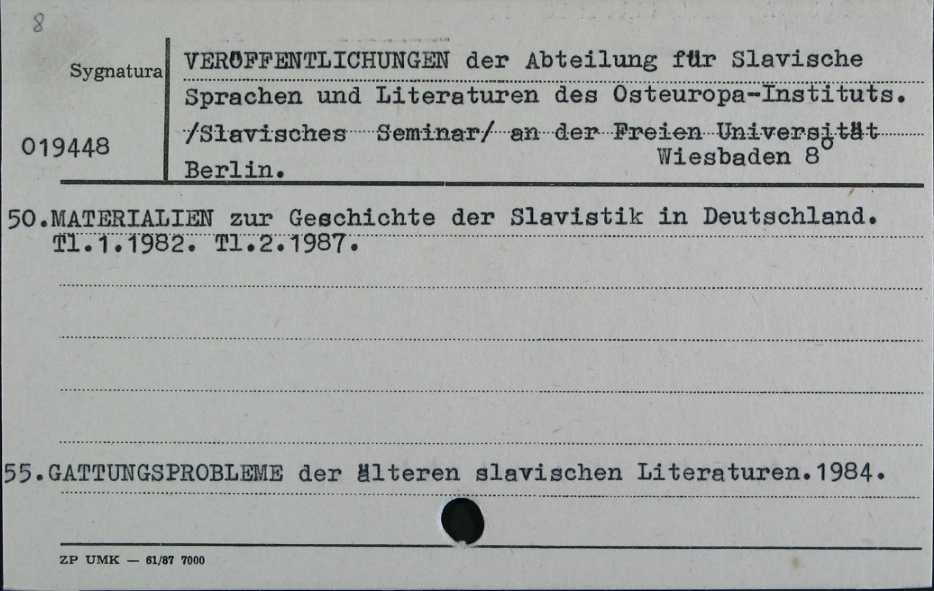 8
Sygnatura
019448
VERÖFFENTLICHUNGEN der Abteilung für Slavische
Sprachen und Literaturen des Osteuropa-Instituts.
/Slavisches Seminar/ an der Freien Universität
Berlin. Wiesbaden 8°
50.MATERIALIEN zur Geschichte der Slavistik in Deutschland.
Tl.1.1982. Tl.2.1987.
55.GATTUNGSPROBLEME der älteren slavischen Literaturen.1984.
ZP UMK — 61/87 7000